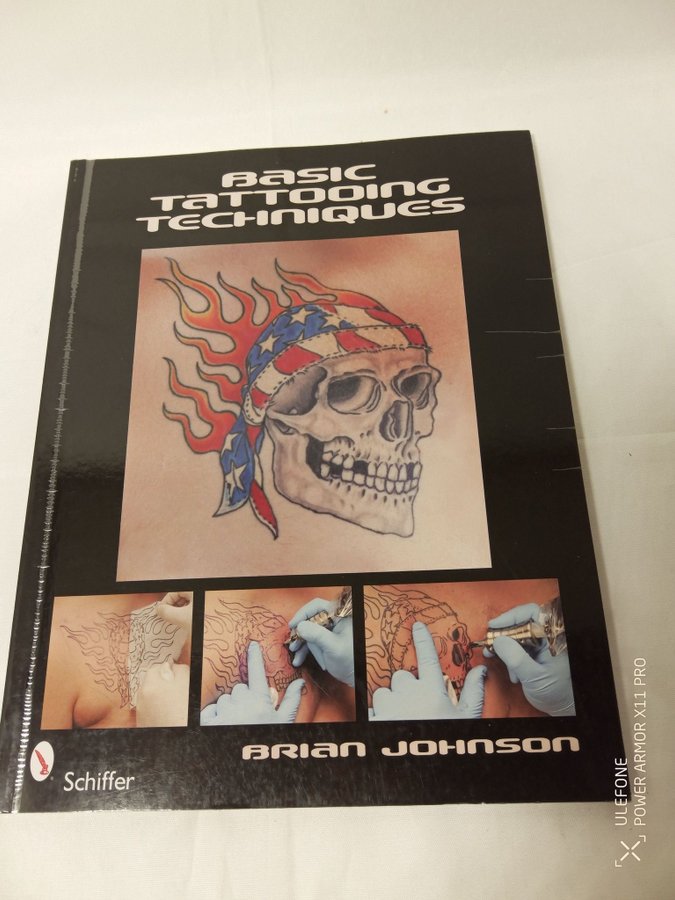 BASIC
TATTOOING
TECHNIQUES
BRIAN JOHNSON
Schiffer
ULEFONE
POWER ARMOR X11 PRO